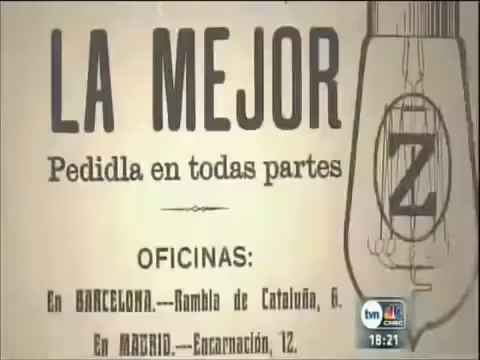 LA MEJOR
Pedidla en todas partes
Z
OFICINAS:
En BARCELONA.—Rambla de Cataluña, 6.
En MADRID.—Encarnación, 12.
tvn CNBC
18:21